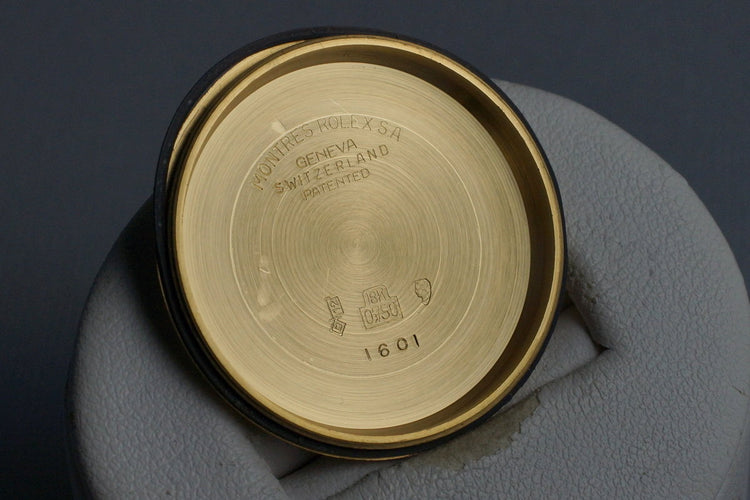 MONTRES ROLEX S.A
GENEVA
SWITZERLAND
PATENTED
18K
0,750
1601